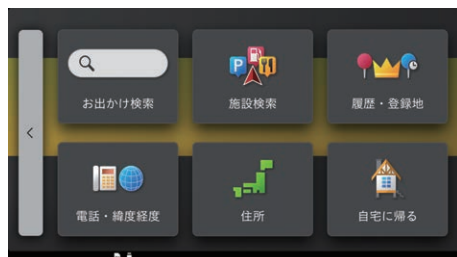 お出かけ検索
施設検索
履歴・登録地
電話・緯度経度
住所
自宅に帰る